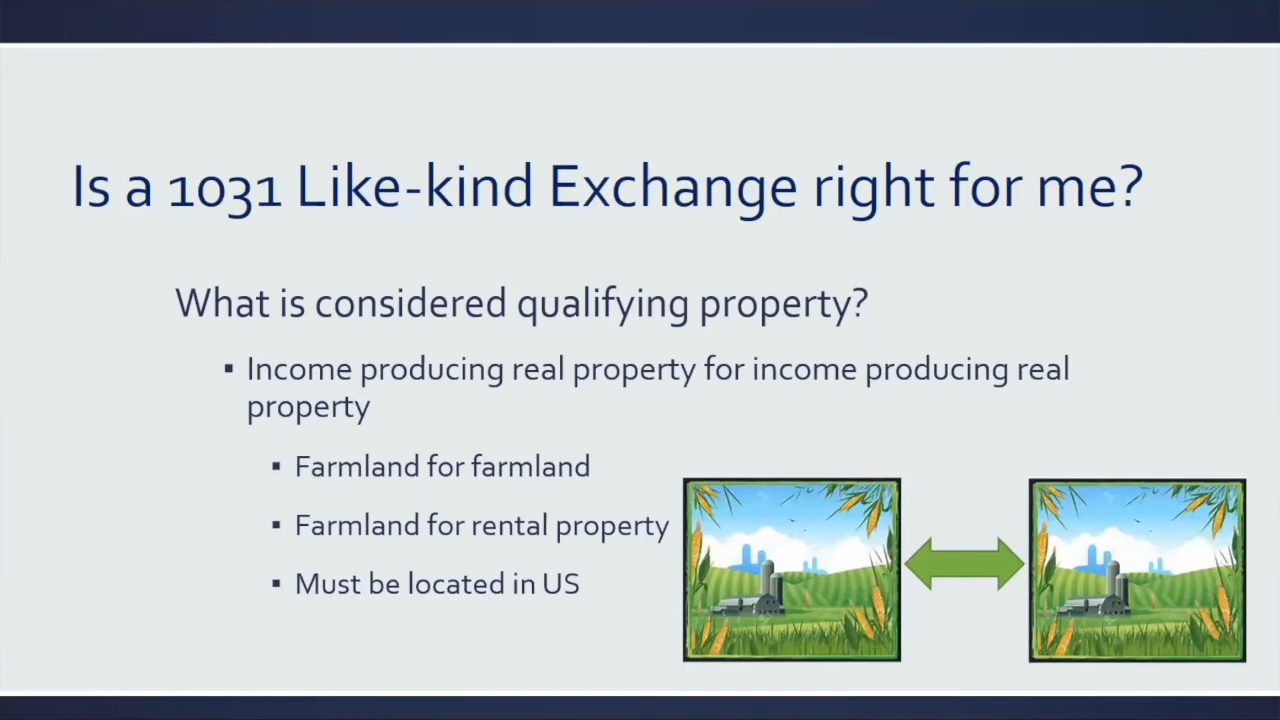 Is a 1031 Like-kind Exchange right for me?
What is considered qualifying property?
▪ Income producing real property for income producing real
property
▪ Farmland for farmland
▪ Farmland for rental property
▪ Must be located in US